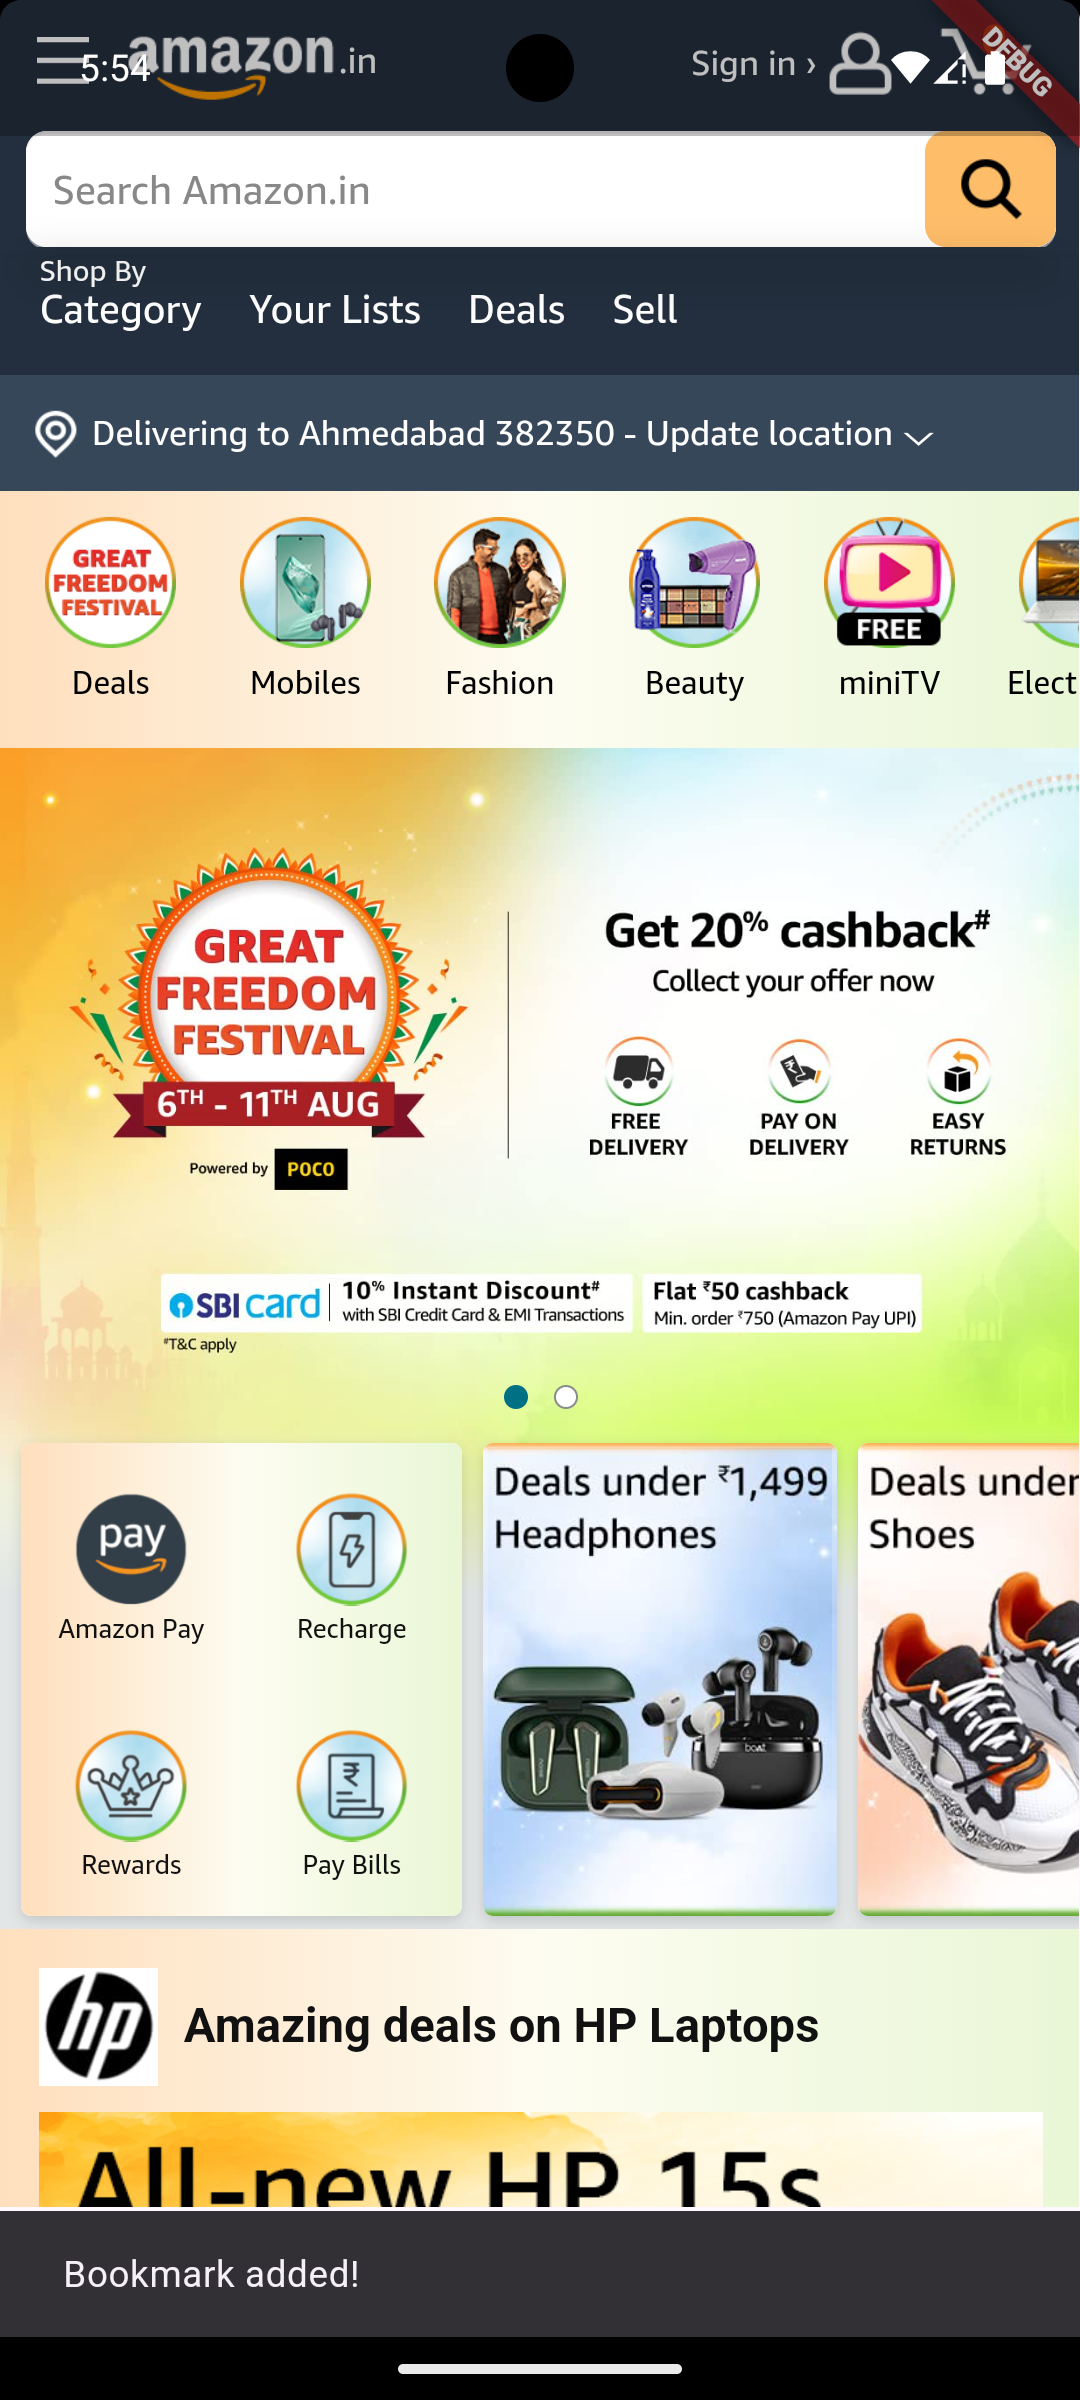 5:54
amazon.in
Sign in ›
DEBUG
Search Amazon.in
Shop By
Category Your Lists Deals Sell
Delivering to Ahmedabad 382350 - Update location
GREAT
FREEDOM
FESTIVAL
FREE
Deals Mobiles Fashion Beauty miniTV Elect
GREAT
FREEDOM
FESTIVAL
6TH - 11TH AUG
Powered by POCO
Get 20% cashback#
Collect your offer now
FREE
DELIVERY
PAY ON
DELIVERY
EASY
RETURNS
SBI card
10% Instant Discount#
with SBI Credit Card & EMI Transactions
Flat ₹50 cashback
Min. order ₹750 (Amazon Pay UPI)
#T&C apply
pay
Amazon Pay
Recharge
Rewards
₹
Pay Bills
Deals under ₹1,499
Headphones
boAt
Deals under
Shoes
hp
Amazing deals on HP Laptops
All-new HP 15s
Bookmark added!